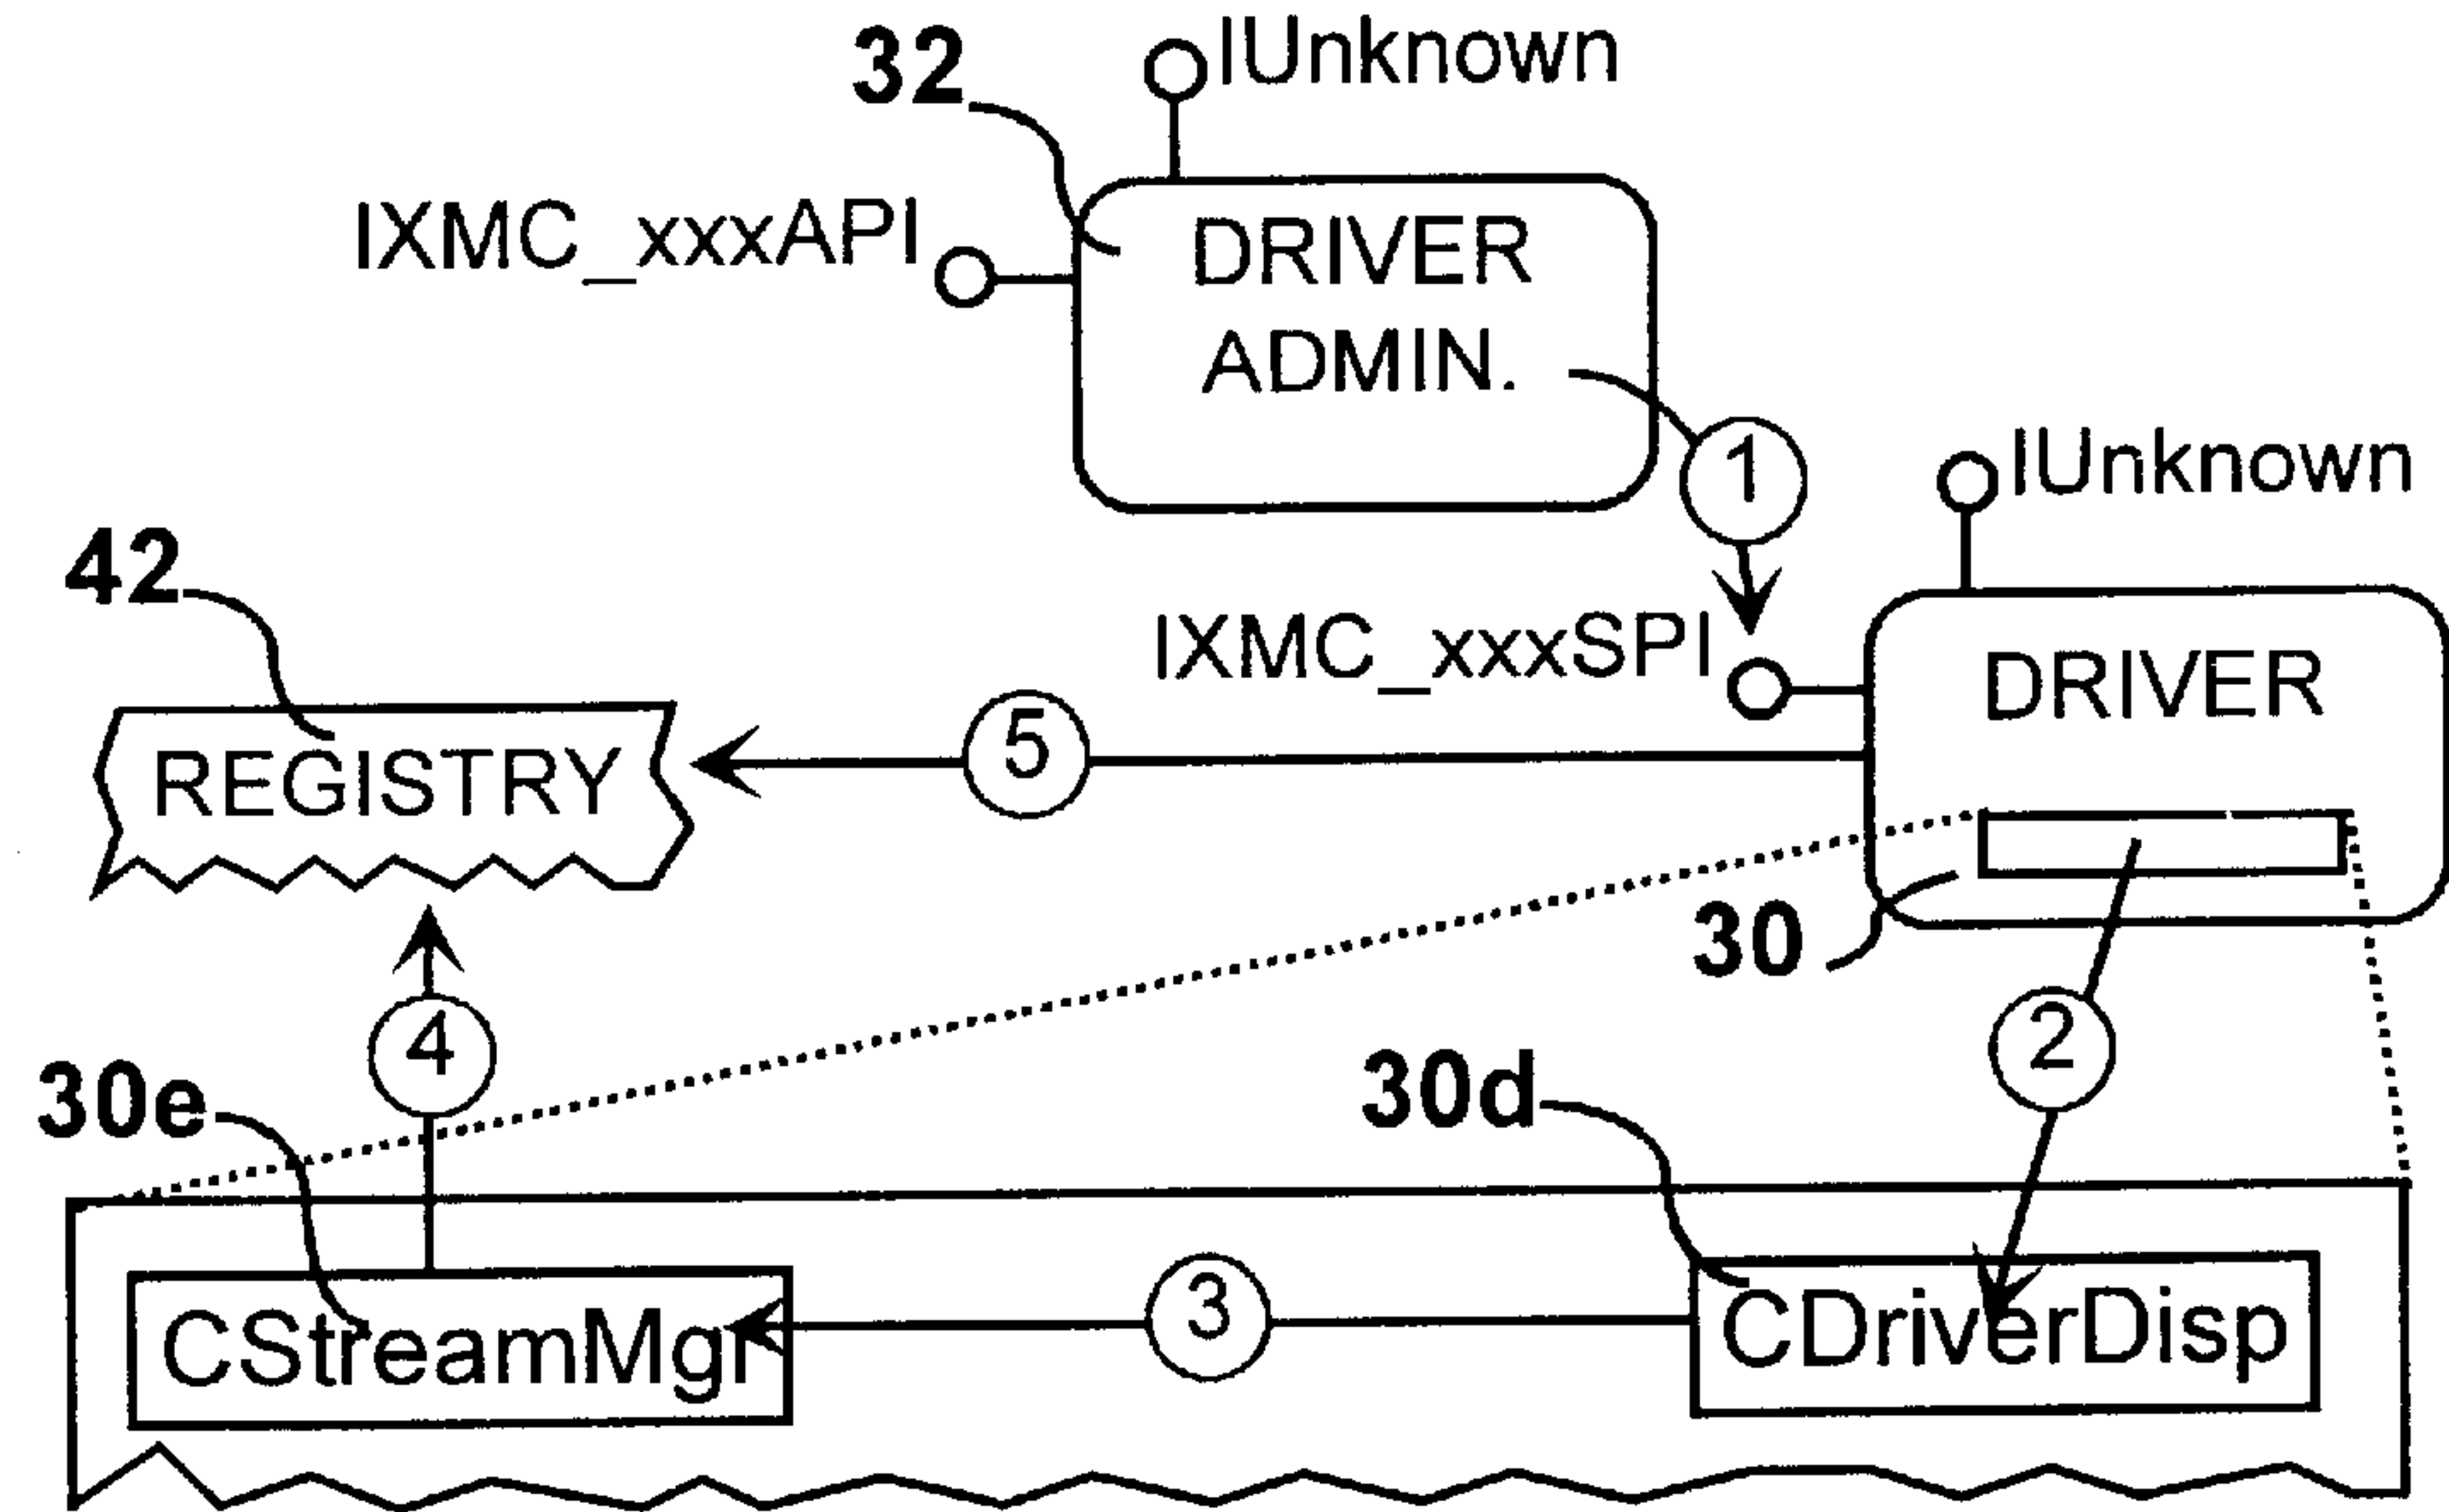 32
IUnknown
IXMC_xxxAPI
DRIVER
ADMIN.
1
IUnknown
42
IXMC_xxxSPI
DRIVER
REGISTRY
5
30
4
2
30e
30d
CStreamMgr
3
CDriverDisp